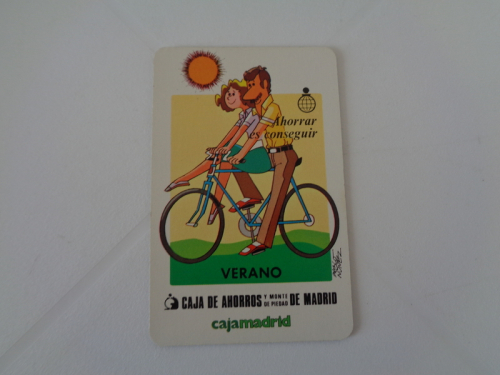 Ahorrar
es conseguir
VERANO
CAJA DE AHORROS Y MONTE DE PIEDAD DE MADRID
cajamadrid